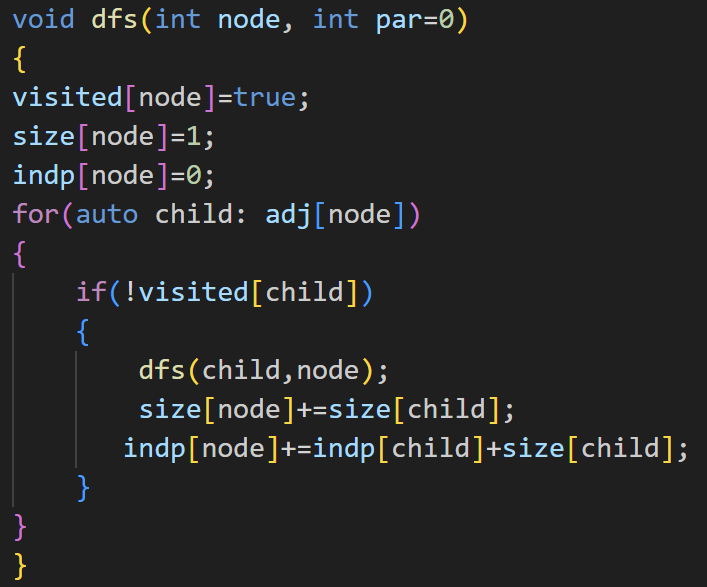 void dfs(int node, int par=0)
{
visited[node]=true;
size[node]=1;
indp[node]=0;
for(auto child: adj[node])
{
    if(!visited[child])
    {
        dfs(child,node);
        size[node]+=size[child];
       indp[node]+=indp[child]+size[child];
    }
}
}